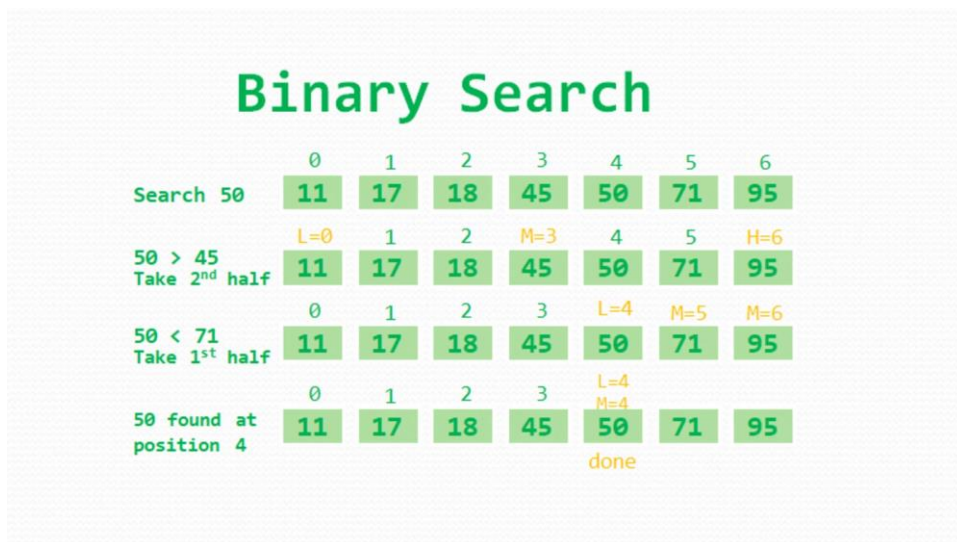 Binary Search
0 1 2 3 4 5 6
Search 50 11 17 18 45 50 71 95
L=0 1 2 M=3 4 5 H=6
50 > 45
Take 2nd half 11 17 18 45 50 71 95
0 1 2 3 L=4 M=5 M=6
50 < 71
Take 1st half 11 17 18 45 50 71 95
L=4
0 1 2 3 M=4
50 found at
position 4 11 17 18 45 50 71 95
done